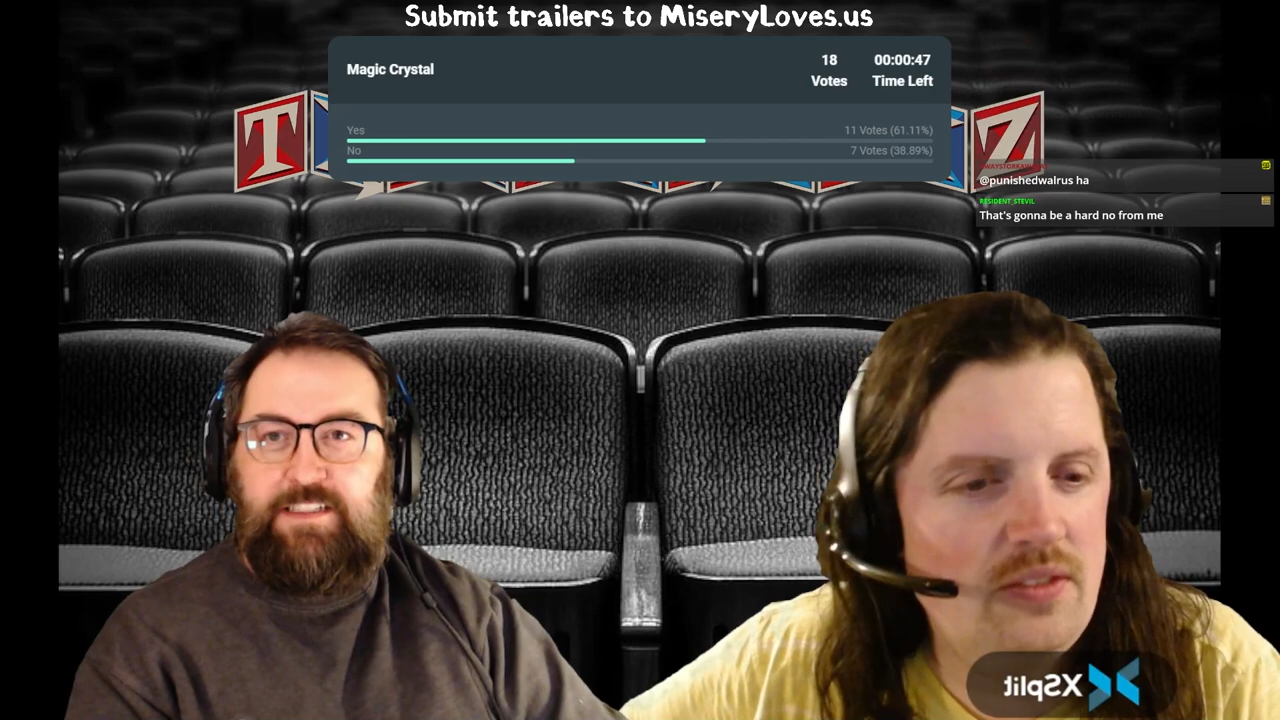 Submit trailers to MiseryLoves.us
Magic Crystal
18
Votes
00:00:47
Time Left
Yes
11 Votes (61.11%)
No
7 Votes (38.89%)
T
Z
@punishedwalrus ha
RESIDENT_STEVIL
That's gonna be a hard no from me
XSplit